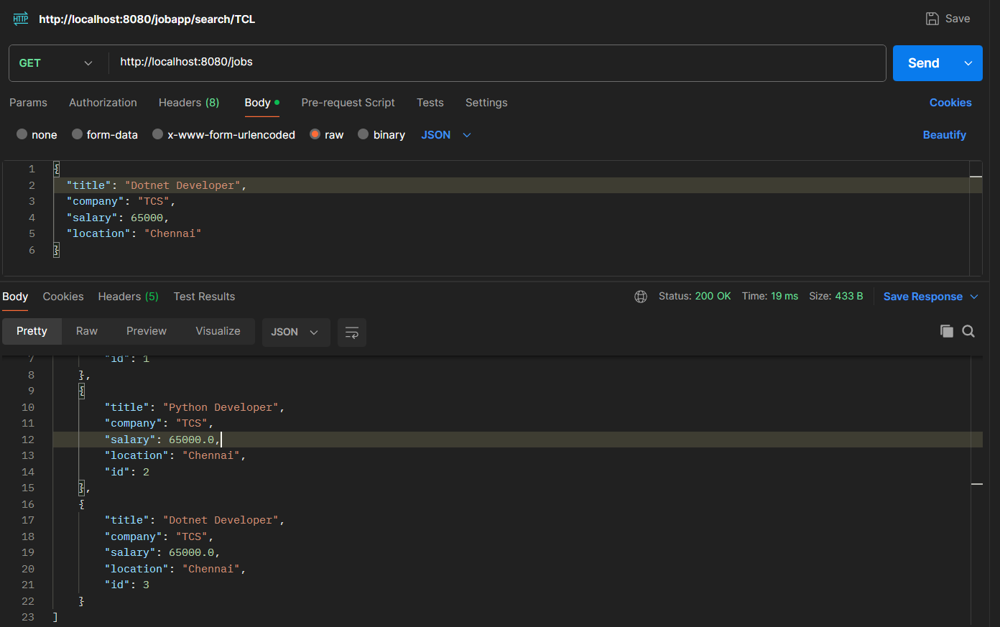 HTTP http://localhost:8080/jobapp/search/TCL Save
GET http://localhost:8080/jobs Send
Params Authorization Headers (8) Body Pre-request Script Tests Settings Cookies
none form-data x-www-form-urlencoded raw binary JSON Beautify
1 {
2 "title": "Dotnet Developer",
3 "company": "TCS",
4 "salary": 65000,
5 "location": "Chennai"
6 }
Body Cookies Headers (5) Test Results Status: 200 OK Time: 19 ms Size: 433 B Save Response
Pretty Raw Preview Visualize JSON
7 "id": 1
8 },
9 {
10 "title": "Python Developer",
11 "company": "TCS",
12 "salary": 65000.0,
13 "location": "Chennai",
14 "id": 2
15 },
16 {
17 "title": "Dotnet Developer",
18 "company": "TCS",
19 "salary": 65000.0,
20 "location": "Chennai",
21 "id": 3
22 }
23 ]